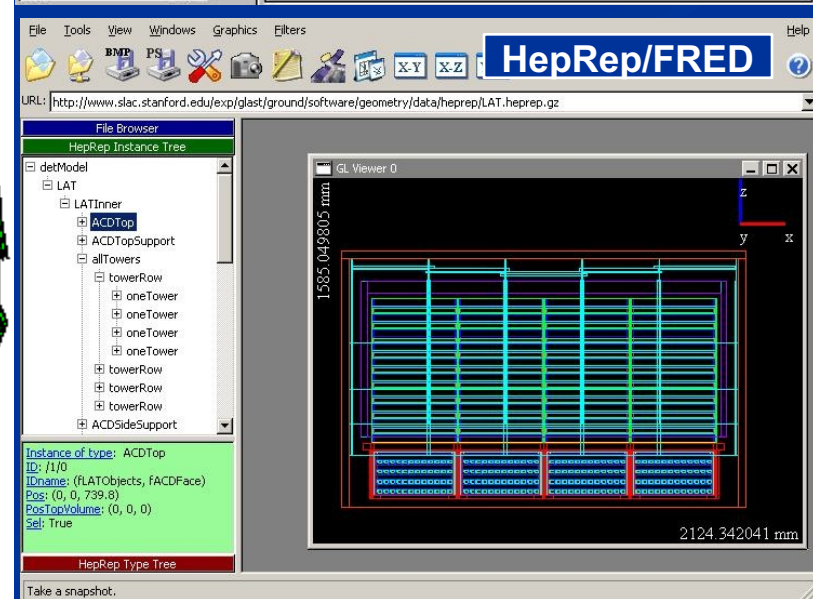 File Tools View Windows Graphics Filters Help
BMP PS X-Y X-Z HepRep/FRED
URL: http://www.slac.stanford.edu/exp/glast/ground/software/geometry/data/heprep/LAT.heprep.gz
File Browser
HepRep Instance Tree
detModel
LAT
LATInner
ACDTop
ACDTopSupport
allTowers
towerRow
oneTower
oneTower
oneTower
oneTower
towerRow
towerRow
towerRow
ACDSideSupport
Instance of type: ACDTop
ID: /1/0
IDname: (fLATObjects, fACDFace)
Pos: (0, 0, 739.8)
PosTopVolume: (0, 0, 0)
Sel: True
HepRep Type Tree
Take a snapshot.
GL Viewer 0
1585.049805 mm
z
y x
2124.342041 mm